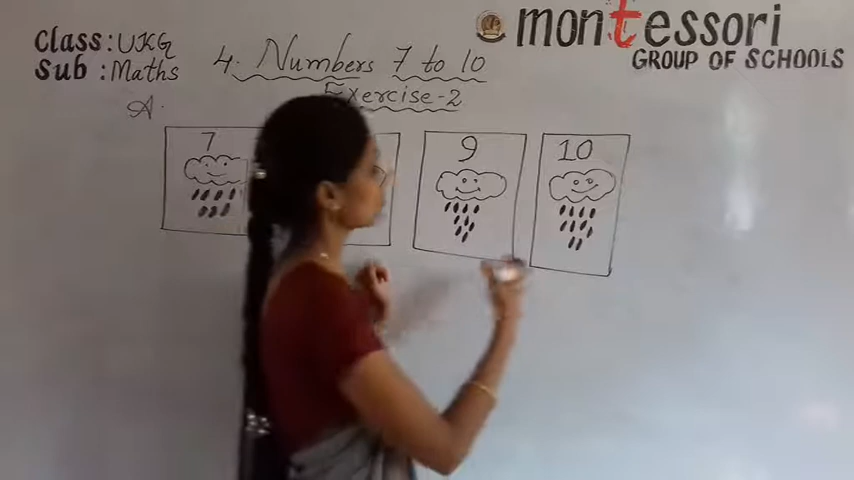 Class: UKG
Sub : Maths
4. Numbers 7 to 10
Exercise-2
montessori
GROUP OF SCHOOLS
A.
7
9
10